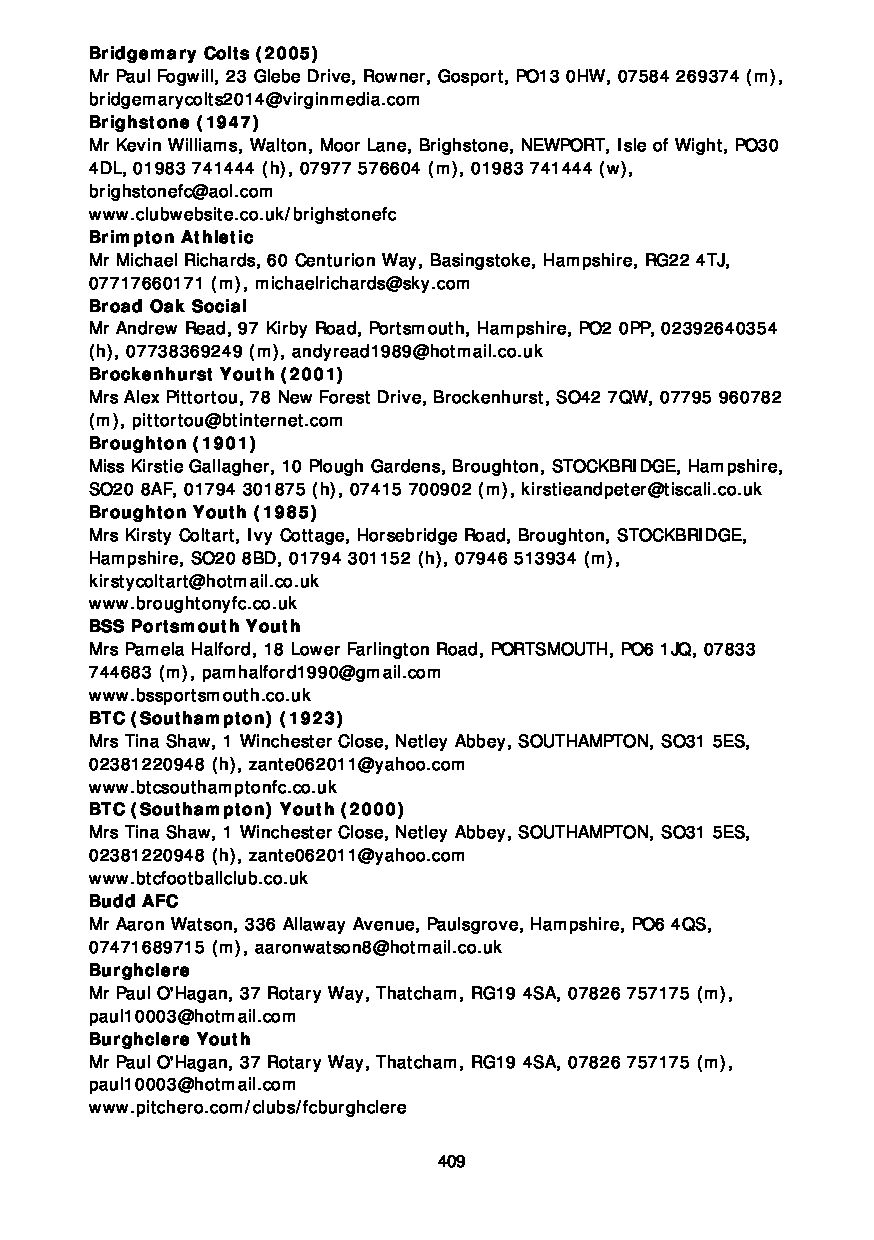 Bridgemary Colts (2005)
Mr Paul Fogwill, 23 Glebe Drive, Rowner, Gosport, PO13 0HW, 07584 269374 (m),
bridgemarycolts2014@virginmedia.com
Brighstone (1947)
Mr Kevin Williams, Walton, Moor Lane, Brighstone, NEWPORT, Isle of Wight, PO30
4DL, 01983 741444 (h), 07977 576604 (m), 01983 741444 (w),
brighstonefc@aol.com
www.clubwebsite.co.uk/brighstonefc
Brimpton Athletic
Mr Michael Richards, 60 Centurion Way, Basingstoke, Hampshire, RG22 4TJ,
07717660171 (m), michaelrichards@sky.com
Broad Oak Social
Mr Andrew Read, 97 Kirby Road, Portsmouth, Hampshire, PO2 0PP, 02392640354
(h), 07738369249 (m), andyread1989@hotmail.co.uk
Brockenhurst Youth (2001)
Mrs Alex Pittortou, 78 New Forest Drive, Brockenhurst, SO42 7QW, 07795 960782
(m), pittortou@btinternet.com
Broughton (1901)
Miss Kirstie Gallagher, 10 Plough Gardens, Broughton, STOCKBRIDGE, Hampshire,
SO20 8AF, 01794 301875 (h), 07415 700902 (m), kirstieandpeter@tiscali.co.uk
Broughton Youth (1985)
Mrs Kirsty Coltart, Ivy Cottage, Horsebridge Road, Broughton, STOCKBRIDGE,
Hampshire, SO20 8BD, 01794 301152 (h), 07946 513934 (m),
kirstycoltart@hotmail.co.uk
www.broughtonyfc.co.uk
BSS Portsmouth Youth
Mrs Pamela Halford, 18 Lower Farlington Road, PORTSMOUTH, PO6 1JQ, 07833
744683 (m), pamhalford1990@gmail.com
www.bssportsmouth.co.uk
BTC (Southampton) (1923)
Mrs Tina Shaw, 1 Winchester Close, Netley Abbey, SOUTHAMPTON, SO31 5ES,
02381220948 (h), zante062011@yahoo.com
www.btcsouthamptonfc.co.uk
BTC (Southampton) Youth (2000)
Mrs Tina Shaw, 1 Winchester Close, Netley Abbey, SOUTHAMPTON, SO31 5ES,
02381220948 (h), zante062011@yahoo.com
www.btcfootballclub.co.uk
Budd AFC
Mr Aaron Watson, 336 Allaway Avenue, Paulsgrove, Hampshire, PO6 4QS,
07471689715 (m), aaronwatson8@hotmail.co.uk
Burghclere
Mr Paul O'Hagan, 37 Rotary Way, Thatcham, RG19 4SA, 07826 757175 (m),
paul10003@hotmail.com
Burghclere Youth
Mr Paul O'Hagan, 37 Rotary Way, Thatcham, RG19 4SA, 07826 757175 (m),
paul10003@hotmail.com
www.pitchero.com/clubs/fcburghclere
409